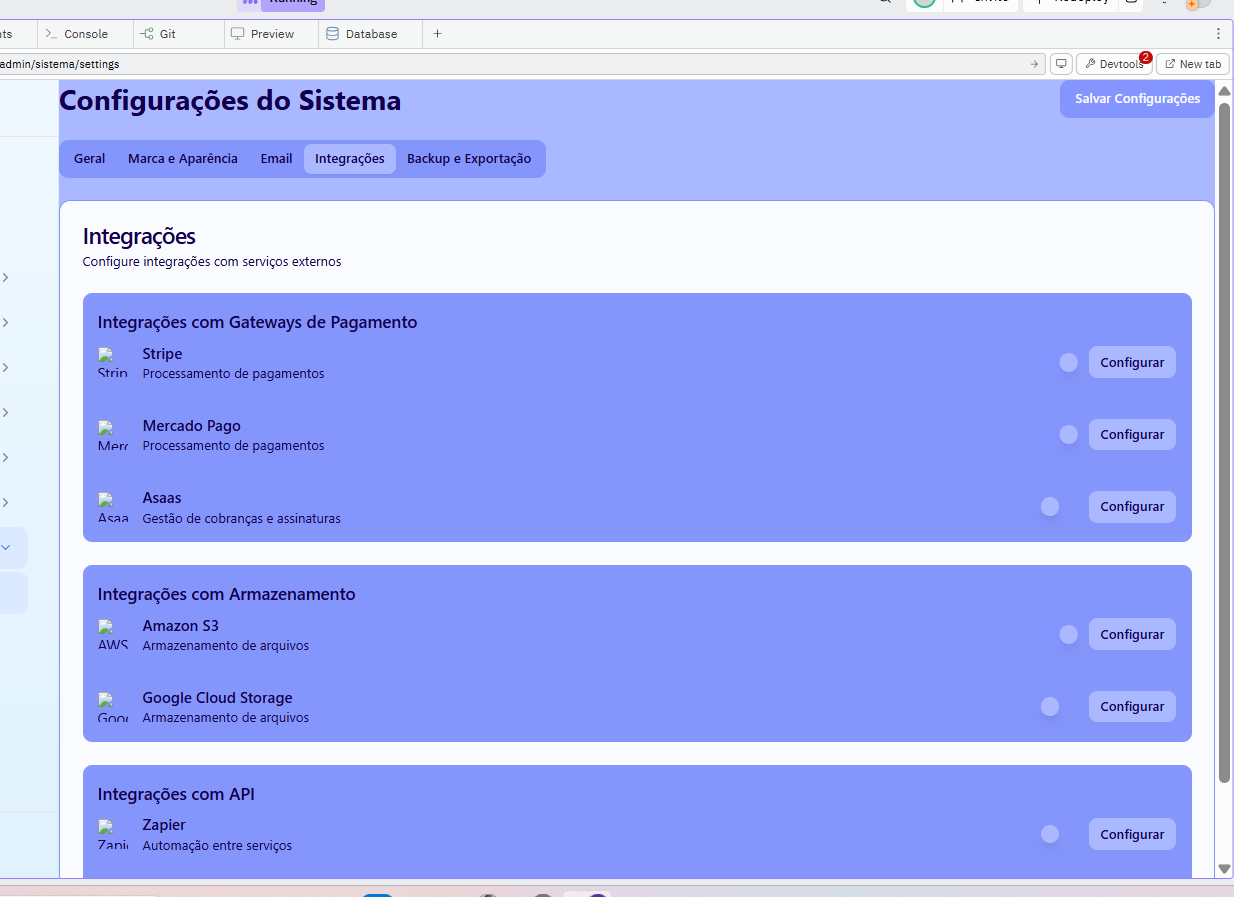 Running
Console
Git
Preview
Database
+
admin/sistema/settings
Devtools
2
New tab
Configurações do Sistema
Salvar Configurações
Geral
Marca e Aparência
Email
Integrações
Backup e Exportação
Integrações
Configure integrações com serviços externos
Integrações com Gateways de Pagamento
Strip
Stripe
Processamento de pagamentos
Configurar
Merc
Mercado Pago
Processamento de pagamentos
Configurar
Asaa
Asaas
Gestão de cobranças e assinaturas
Configurar
Integrações com Armazenamento
AWS
Amazon S3
Armazenamento de arquivos
Configurar
Goog
Google Cloud Storage
Armazenamento de arquivos
Configurar
Integrações com API
Zapi
Zapier
Automação entre serviços
Configurar